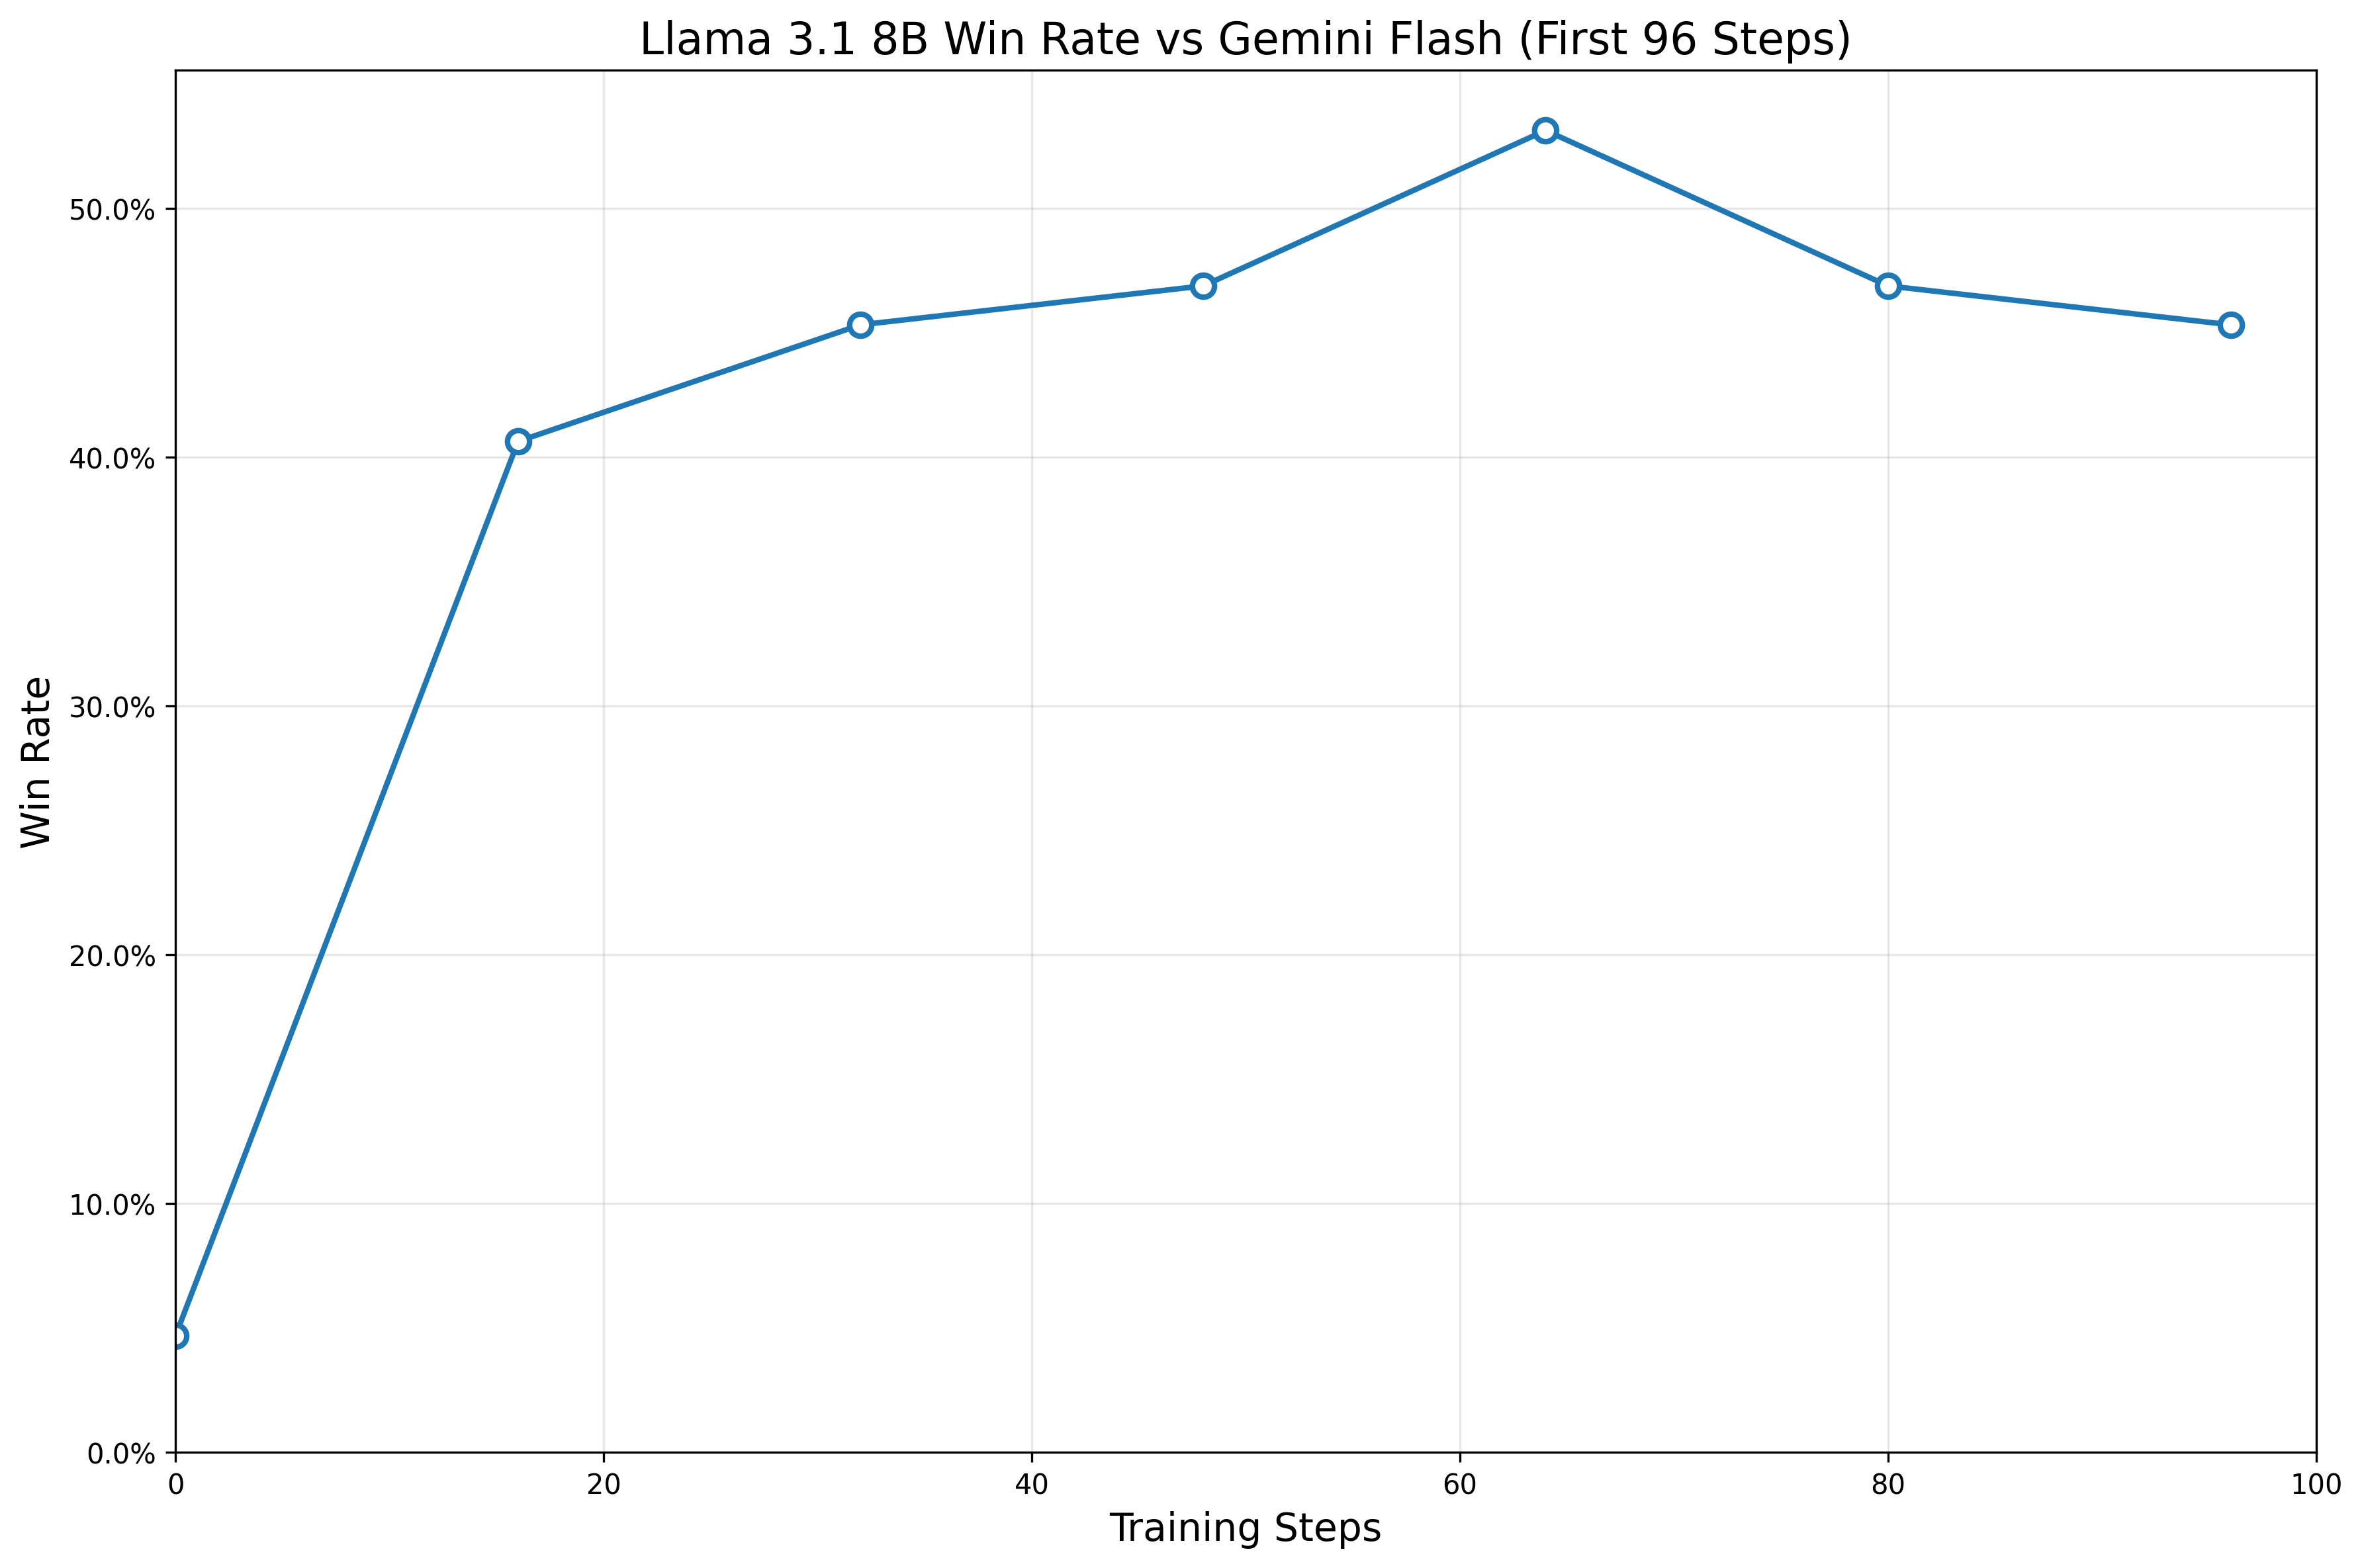 Llama 3.1 8B Win Rate vs Gemini Flash (First 96 Steps)
Win Rate
50.0%
40.0%
30.0%
20.0%
10.0%
0.0%
0 20 40 60 80 100
Training Steps